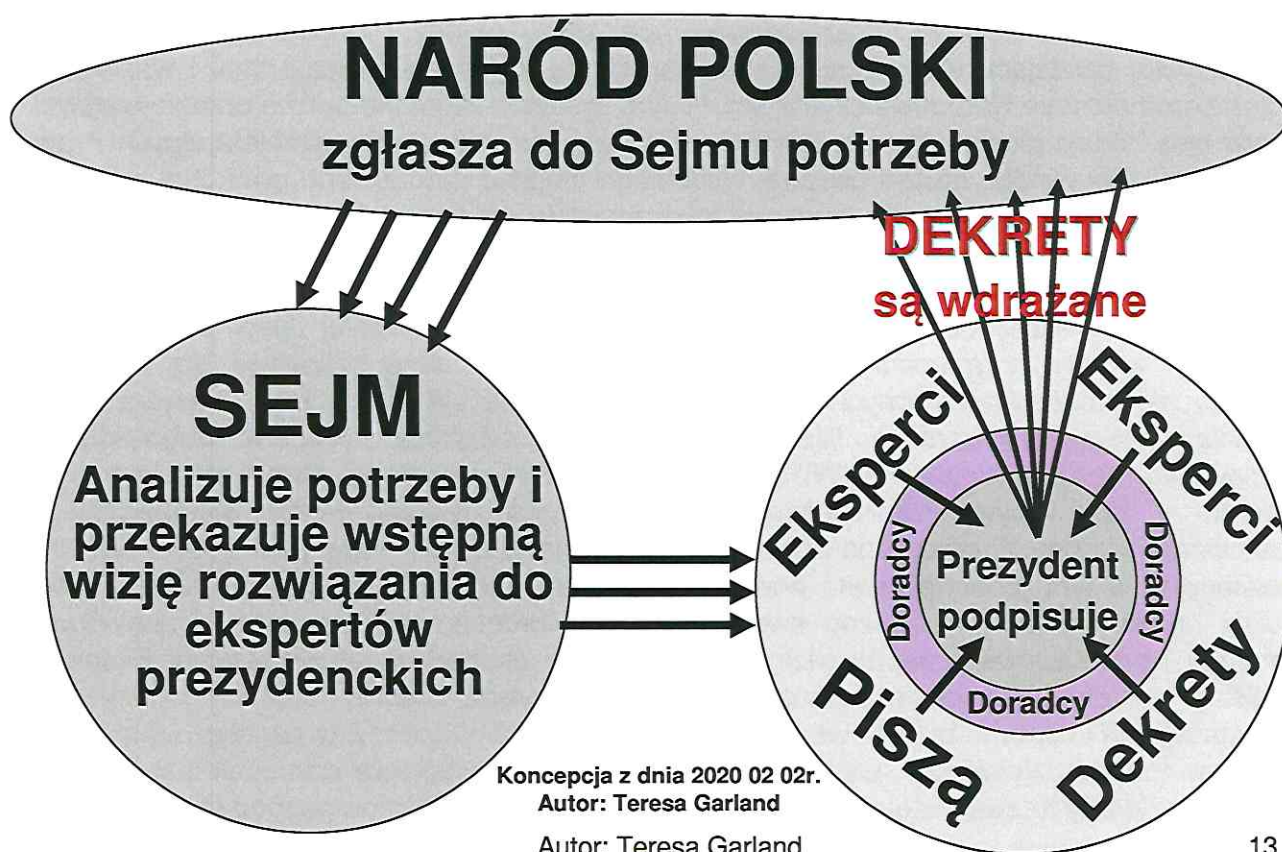 NARÓD POLSKI
zgłasza do Sejmu potrzeby
DEKRETY
są wdrażane
SEJM
Analizuje potrzeby i
przekazuje wstępną
wizję rozwiązania do
ekspertów
prezydenckich
Eksperci
Eksperci
Doradcy
Doradcy
Prezydent
podpisuje
Doradcy
Piszą
Dekrety
Koncepcja z dnia 2020 02 02r.
Autor: Teresa Garland
Autor: Teresa Garland
13